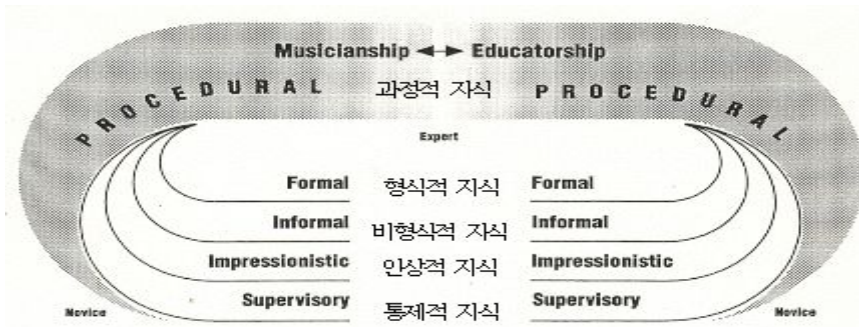 Musicianship ◄─► Educatorship
PROCEDURAL 과정적 지식 PROCEDURAL
Expert
Formal 형식적 지식 Formal
Informal 비형식적 지식 Informal
Impressionistic 인상적 지식 Impressionistic
Supervisory 통제적 지식 Supervisory
Novice Novice